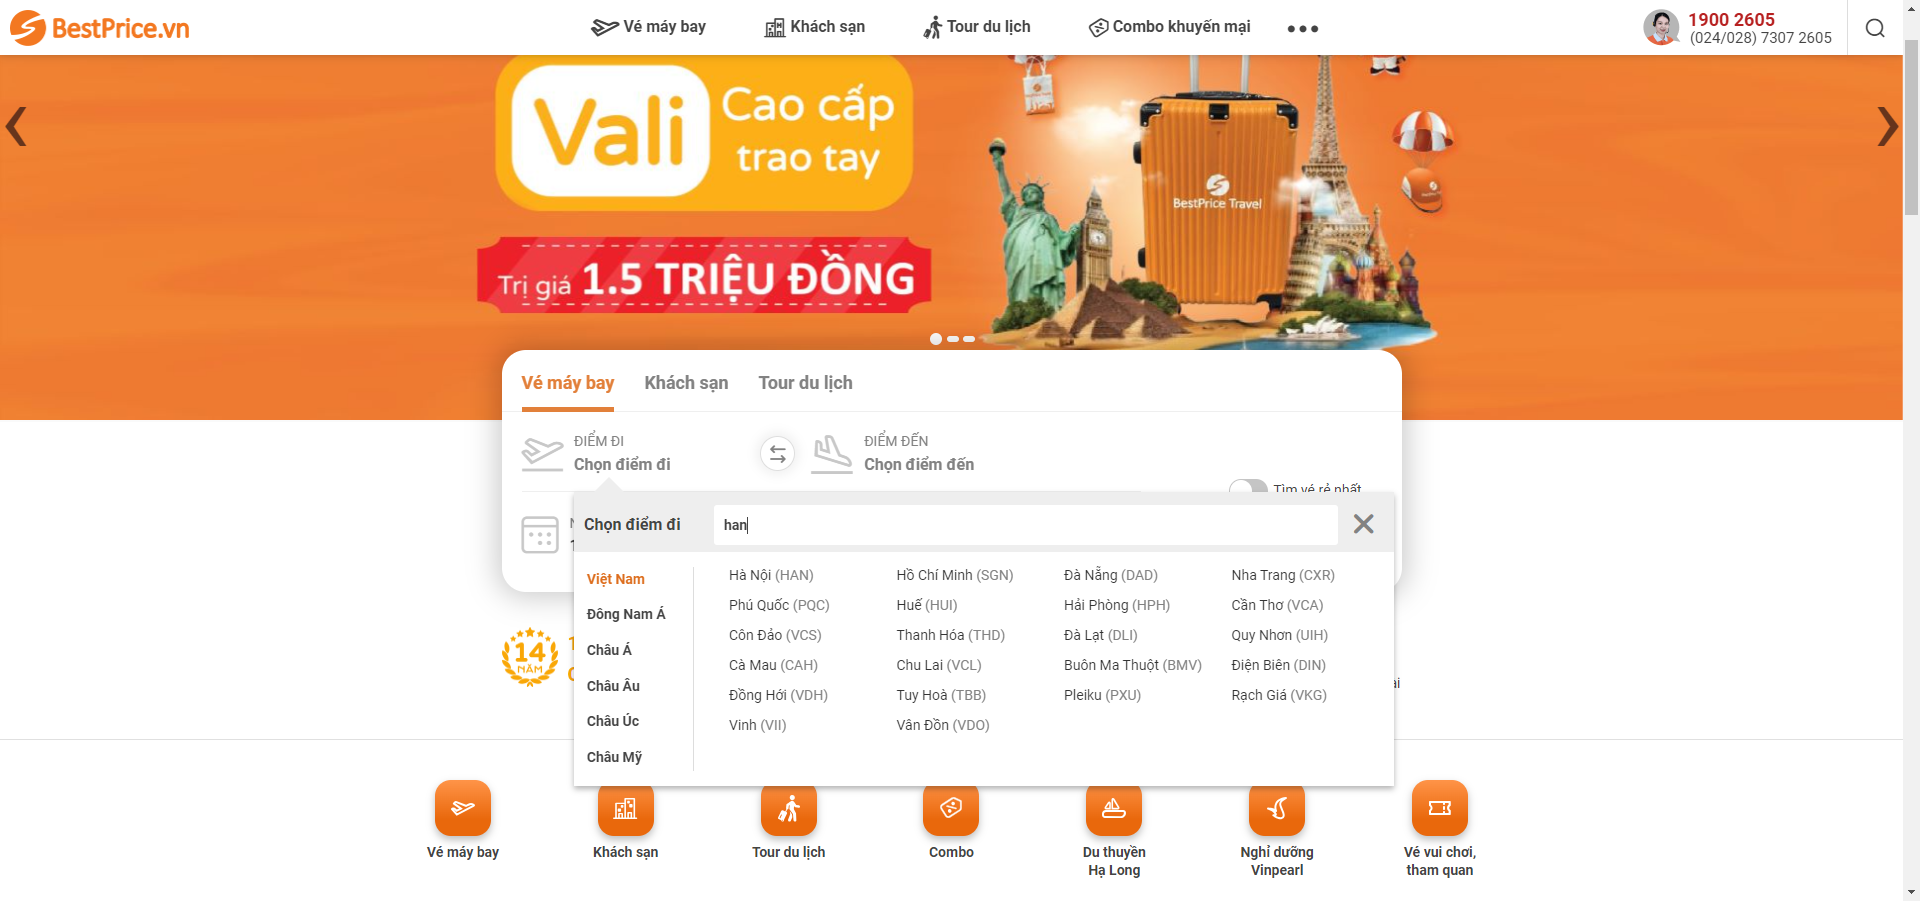 BestPrice.vn
Vé máy bay
Khách sạn
Tour du lịch
Combo khuyến mại
1900 2605
(024/028) 7307 2605
Vali
Cao cấp
trao tay
Trị giá 1.5 TRIỆU ĐỒNG
BestPrice Travel
Vé máy bay
Khách sạn
Tour du lịch
ĐIỂM ĐI
Chọn điểm đi
ĐIỂM ĐẾN
Chọn điểm đến
Tìm vé rẻ nhất
Chọn điểm đi
han
Việt Nam
Đông Nam Á
Châu Á
Châu Âu
Châu Úc
Châu Mỹ
Hà Nội (HAN)
Hồ Chí Minh (SGN)
Đà Nẵng (DAD)
Nha Trang (CXR)
Phú Quốc (PQC)
Huế (HUI)
Hải Phòng (HPH)
Cần Thơ (VCA)
Côn Đảo (VCS)
Thanh Hóa (THD)
Đà Lạt (DLI)
Quy Nhơn (UIH)
Cà Mau (CAH)
Chu Lai (VCL)
Buôn Ma Thuột (BMV)
Điện Biên (DIN)
Đồng Hới (VDH)
Tuy Hoà (TBB)
Pleiku (PXU)
Rạch Giá (VKG)
Vinh (VII)
Vân Đồn (VDO)
14
NĂM
Vé máy bay
Khách sạn
Tour du lịch
Combo
Du thuyền
Hạ Long
Nghỉ dưỡng
Vinpearl
Vé vui chơi,
tham quan